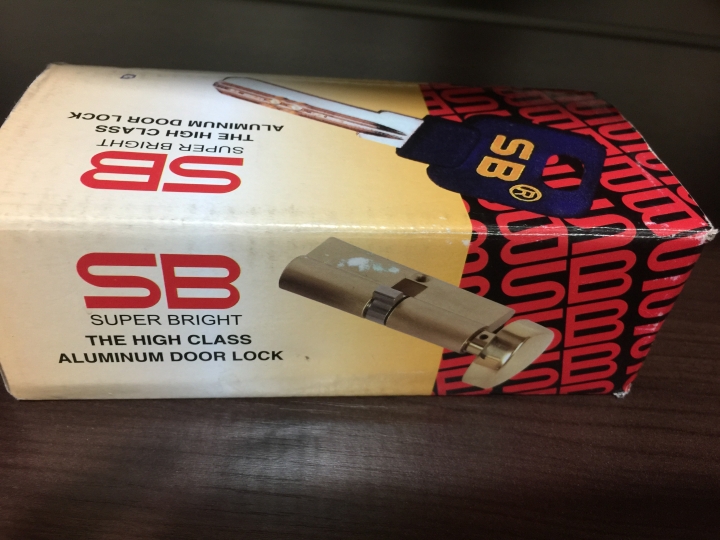 SB
SUPER BRIGHT
THE HIGH CLASS
ALUMINUM DOOR LOCK
SB®
SB
SUPER BRIGHT
THE HIGH CLASS
ALUMINUM DOOR LOCK